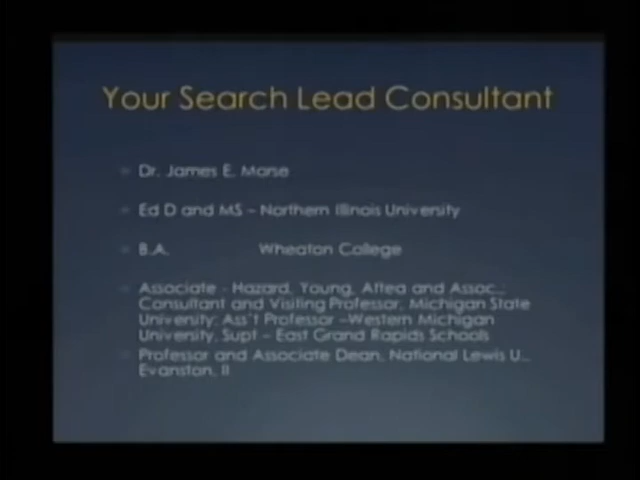 Your Search Lead Consultant
Dr. James E. Morse
Ed D and MS – Northern Illinois University
B.A. Wheaton College
Associate - Hazard, Young, Attea and Assoc..
Consultant and Visiting Professor, Michigan State
University; Ass't Professor –Western Michigan
University, Supt – East Grand Rapids Schools
Professor and Associate Dean, National Lewis U..
Evanston, Il